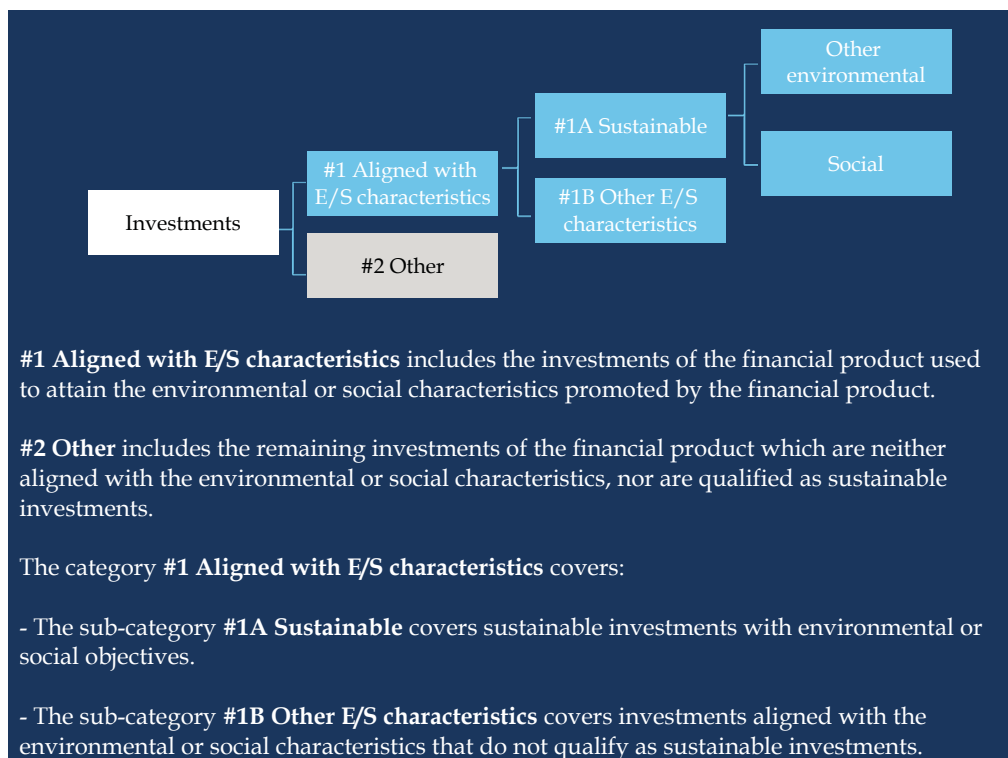 Other
environmental
#1A Sustainable
#1 Aligned with
E/S characteristics
Social
#1B Other E/S
characteristics
Investments
#2 Other
#1 Aligned with E/S characteristics includes the investments of the financial product used
to attain the environmental or social characteristics promoted by the financial product.
#2 Other includes the remaining investments of the financial product which are neither
aligned with the environmental or social characteristics, nor are qualified as sustainable
investments.
The category #1 Aligned with E/S characteristics covers:
- The sub-category #1A Sustainable covers sustainable investments with environmental or
social objectives.
- The sub-category #1B Other E/S characteristics covers investments aligned with the
environmental or social characteristics that do not qualify as sustainable investments.